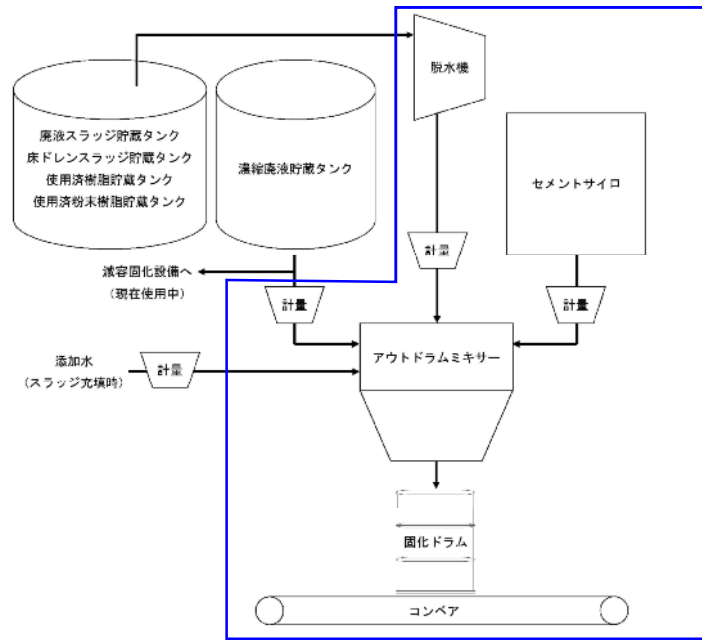 脱水機
廃液スラッジ貯蔵タンク
床ドレンスラッジ貯蔵タンク
使用済樹脂貯蔵タンク
使用済粉末樹脂貯蔵タンク
濃縮廃液貯蔵タンク
セメントサイロ
計量
減容固化設備へ
(現在使用中)
計量
計量
アウトドラムミキサー
添加水
(スラッジ充填時)
計量
固化ドラム
コンベア